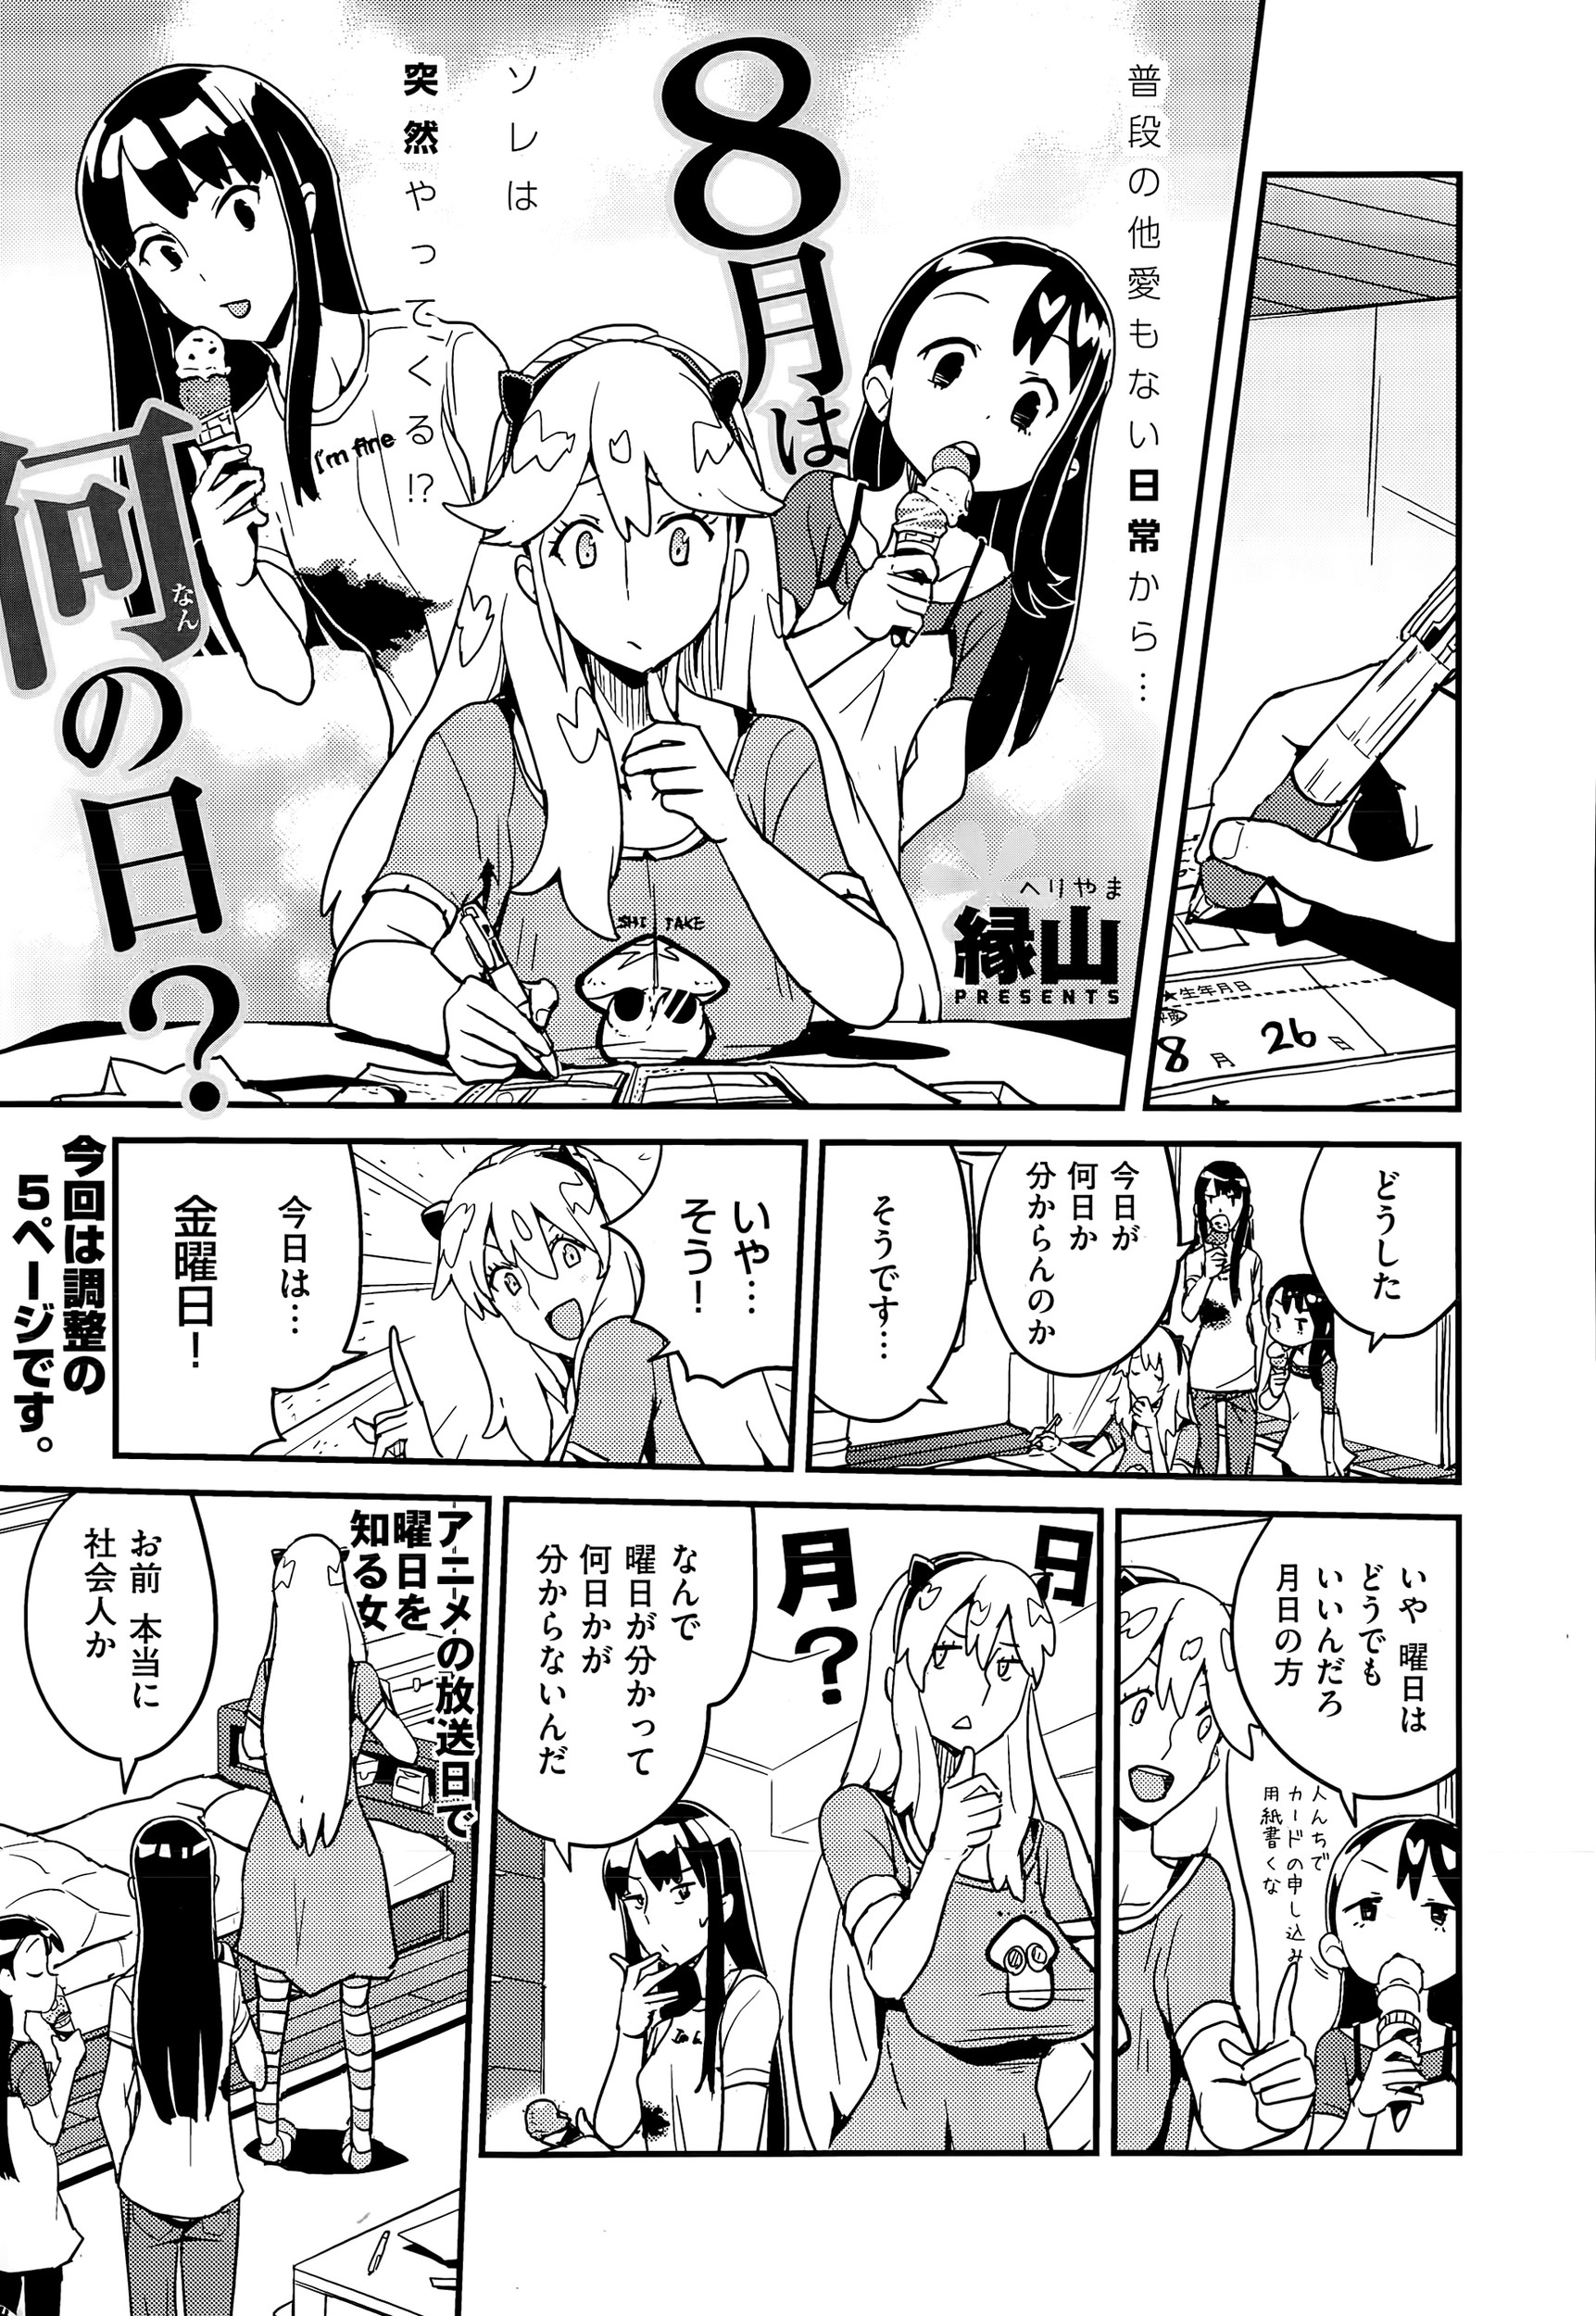 普段の他愛もない日常から…
★生年月日
8月
26日
8月は
何の日？
なん
ソレは
突然やってくる!?
I'm fine
SHI TAKE
へりやま
縁山
PRESENTS
どうした
今日が
何日か
分からんのか
そうです…
いや…
そう！
今日は…
金曜日！
今回は調整の
5ページです。
いや 曜日は
どうでも
いいんだろ
月日の方
人んちで
カードの申し込み
用紙書くな
日
月？
なんで
曜日が分かって
何日かが
分からないんだ
アニメの放送日で
曜日を
知る女
お前 本当に
社会人か